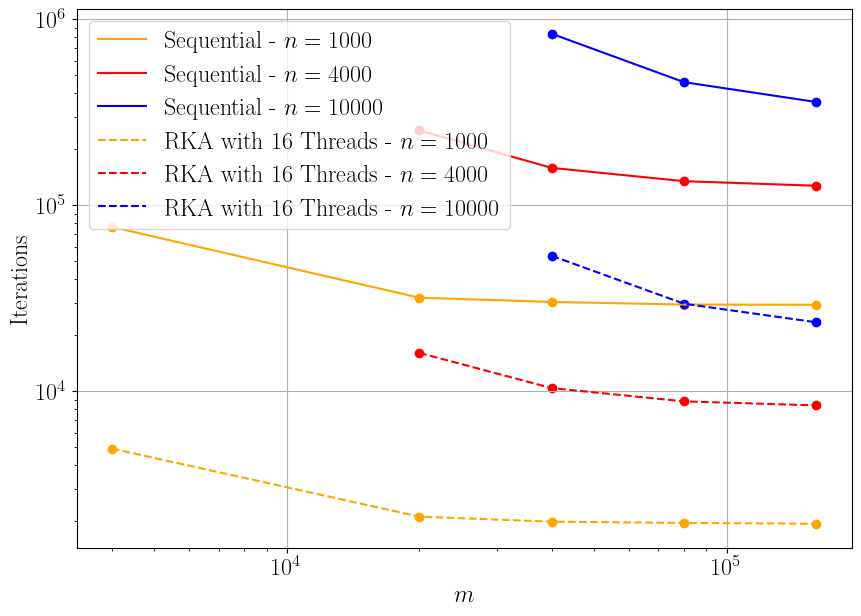 10^6
10^5
10^4
Iterations
Sequential - n = 1000
Sequential - n = 4000
Sequential - n = 10000
RKA with 16 Threads - n = 1000
RKA with 16 Threads - n = 4000
RKA with 16 Threads - n = 10000
10^4
10^5
m